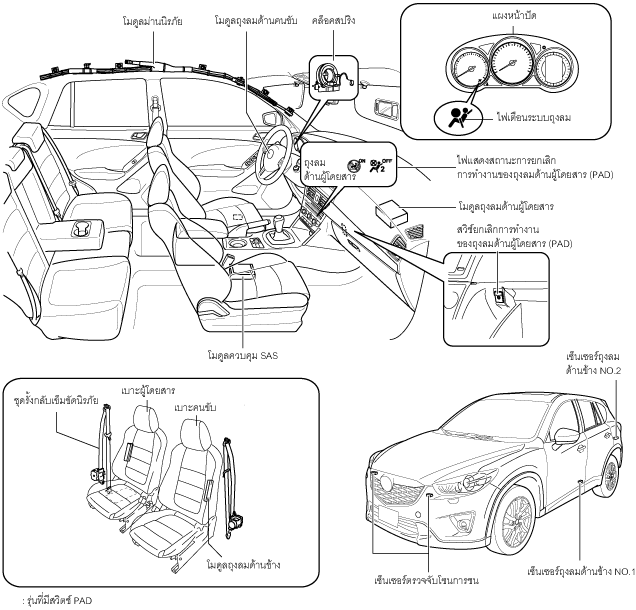 โมดูลม่านนิรภัย
โมดูลถุงลมด้านคนขับ
คล็อคสปริง
แผงหน้าปัด
ไฟเตือนระบบถุงลม
ถุงลม
ด้านผู้โดยสาร
ON
OFF
2
ไฟแสดงสถานะการยกเลิก
การทำงานของถุงลมด้านผู้โดยสาร (PAD)
โมดูลถุงลมด้านผู้โดยสาร
สวิชย์ยกเลิกการทำงาน
ของถุงลมด้านผู้โดยสาร (PAD)
โมดูลควบคุม SAS
เซ็นเซอร์ถุงลม
ด้านข้าง NO.2
ชุดรั้งกลับเข็มขัดนิรภัย
เบาะผู้โดยสาร
เบาะคนขับ
โมดูลถุงลมด้านข้าง
เซ็นเซอร์ตรวจจับโซนการชน
เซ็นเซอร์ถุงลมด้านข้าง NO.1
: รุ่นที่มีสวิตช์ PAD